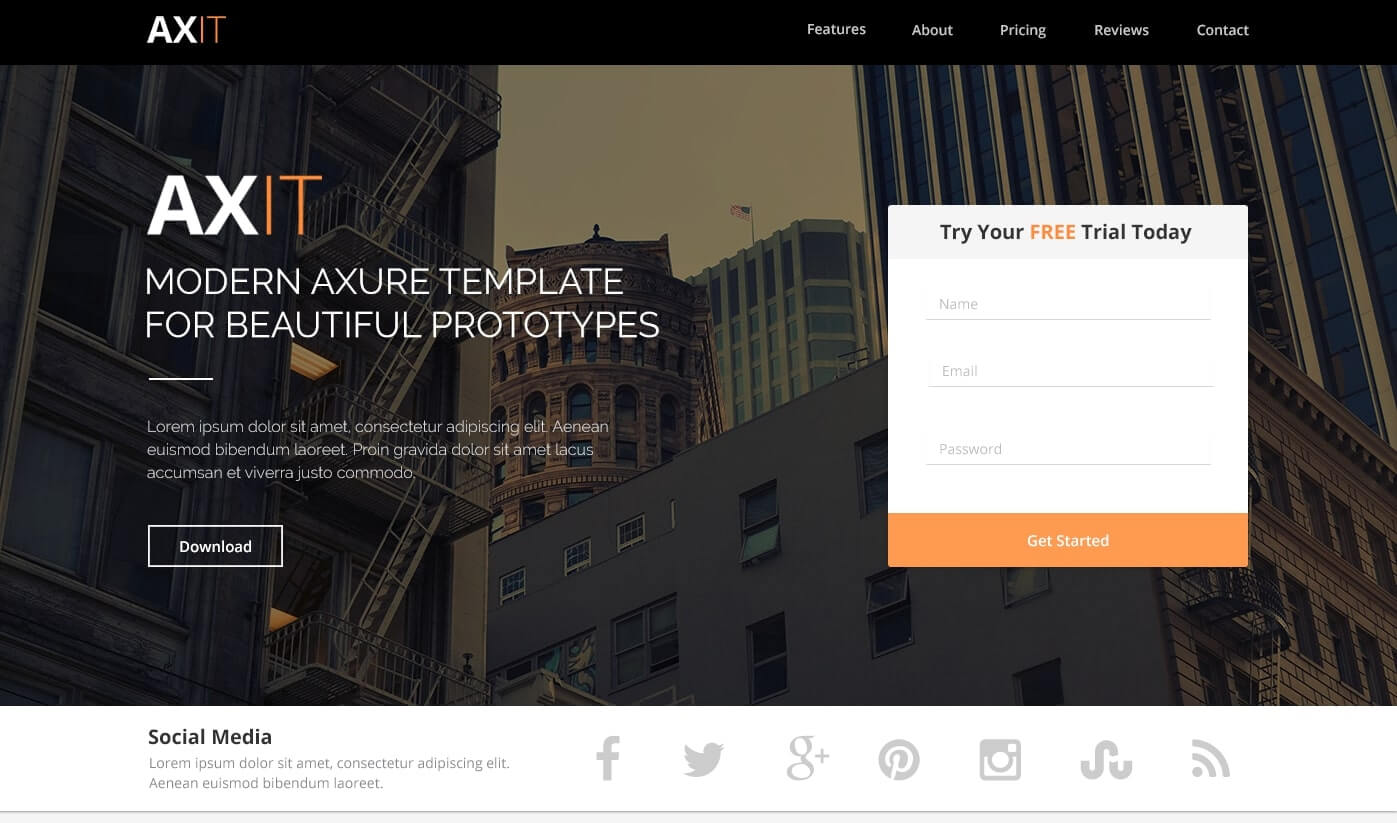 AXIT
Features About Pricing Reviews Contact
AXIT
MODERN AXURE TEMPLATE
FOR BEAUTIFUL PROTOTYPES
Lorem ipsum dolor sit amet, consectetur adipiscing elit. Aenean
euismod bibendum laoreet. Proin gravida dolor sit amet lacus
accumsan et viverra justo commodo.
Download
Try Your FREE Trial Today
Name
Email
Password
Get Started
Social Media
Lorem ipsum dolor sit amet, consectetur adipiscing elit.
Aenean euismod bibendum laoreet.